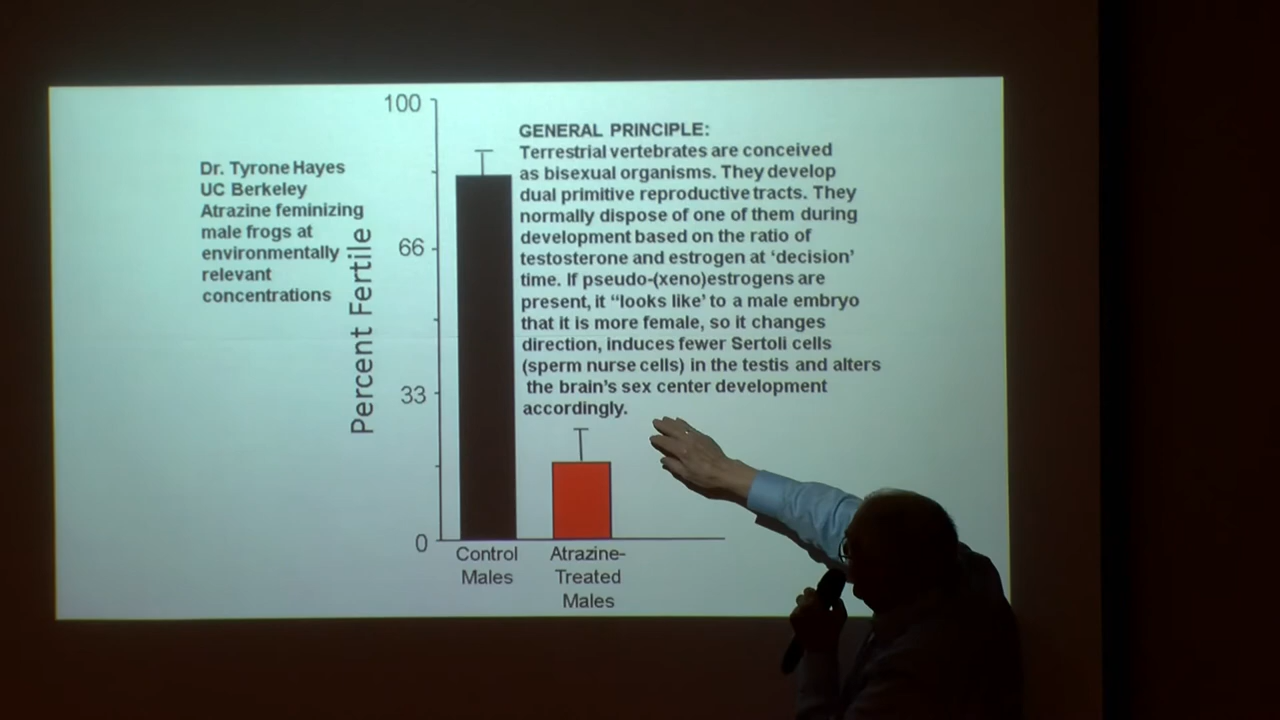 Dr. Tyrone Hayes
UC Berkeley
Atrazine feminizing
male frogs at
environmentally
relevant
concentrations
Percent Fertile
100
66
33
0
GENERAL PRINCIPLE:
Terrestrial vertebrates are conceived
as bisexual organisms. They develop
dual primitive reproductive tracts. They
normally dispose of one of them during
development based on the ratio of
testosterone and estrogen at ‘decision’
time. If pseudo-(xeno)estrogens are
present, it “looks like’ to a male embryo
that it is more female, so it changes
direction, induces fewer Sertoli cells
(sperm nurse cells) in the testis and alters
the brain’s sex center development
accordingly.
Control
Males
Atrazine-
Treated
Males